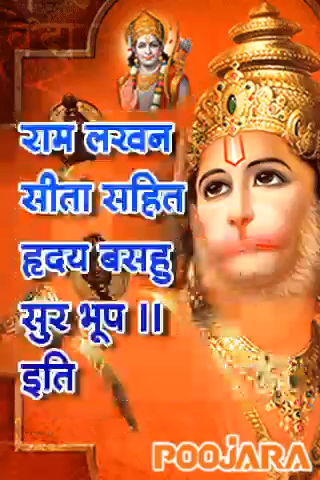 राम लखन
सीता सहित
हृदय बसहु
सुर भूप ।।
इति
POOJARA